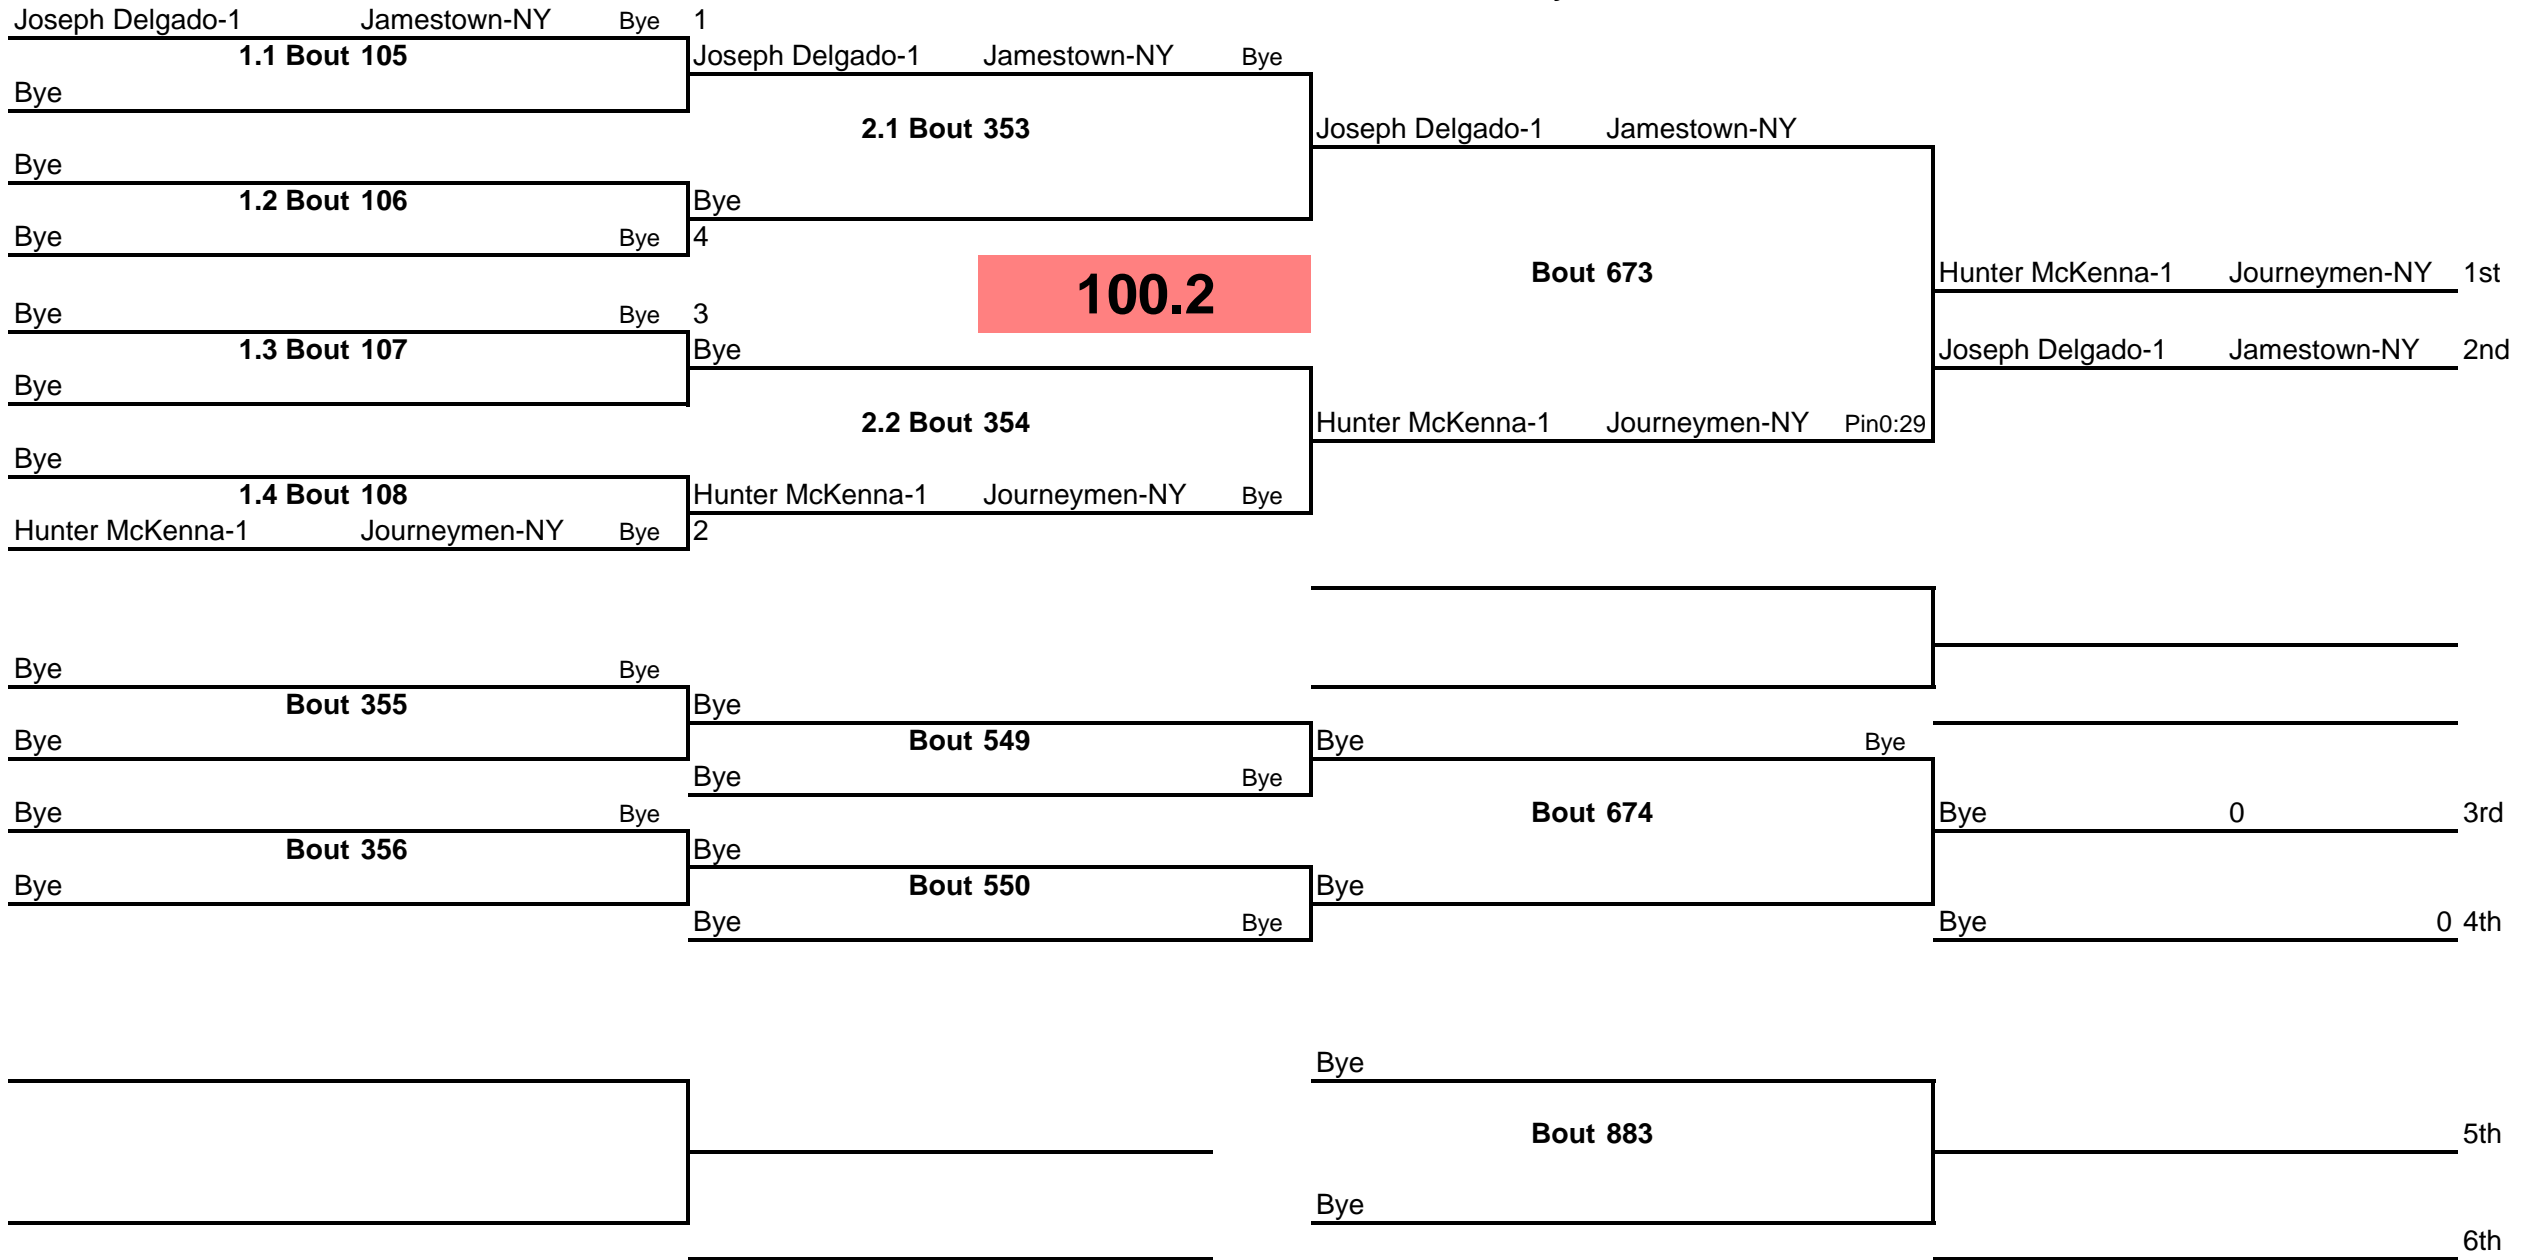 Joseph Delgado-1 Jamestown-NY Bye 1
1.1 Bout 105 Joseph Delgado-1 Jamestown-NY Bye
Bye
2.1 Bout 353 Joseph Delgado-1 Jamestown-NY
Bye
1.2 Bout 106 Bye
Bye Bye 4
100.2 Bout 673 Hunter McKenna-1 Journeymen-NY 1st
Bye Bye 3
1.3 Bout 107 Bye Joseph Delgado-1 Jamestown-NY 2nd
Bye
2.2 Bout 354 Hunter McKenna-1 Journeymen-NY Pin0:29
Bye
1.4 Bout 108 Hunter McKenna-1 Journeymen-NY Bye
Hunter McKenna-1 Journeymen-NY Bye 2
Bye Bye
Bout 355 Bye
Bye Bout 549 Bye Bye
Bye Bye
Bye Bye Bout 674 Bye 0 3rd
Bout 356 Bye
Bye Bout 550 Bye
Bye Bye Bye 0 4th
Bye
Bout 883 5th
Bye
6th